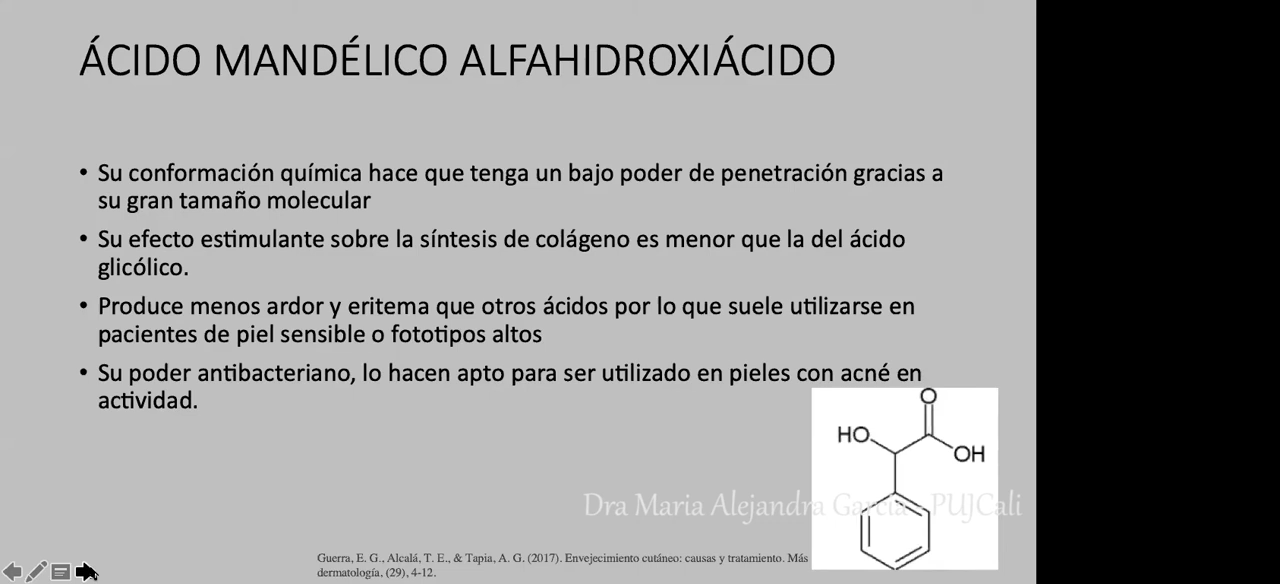 ÁCIDO MANDÉLICO ALFAHIDROXIÁCIDO
• Su conformación química hace que tenga un bajo poder de penetración gracias a
su gran tamaño molecular
• Su efecto estimulante sobre la síntesis de colágeno es menor que la del ácido
glicólico.
• Produce menos ardor y eritema que otros ácidos por lo que suele utilizarse en
pacientes de piel sensible o fototipos altos
• Su poder antibacteriano, lo hacen apto para ser utilizado en pieles con acné en
actividad.
O
HO
OH
Dra Maria Alejandra Garcia - PUJCali
Guerra, E. G., Alcalá, T. E., & Tapia, A. G. (2017). Envejecimiento cutáneo: causas y tratamiento. Más
dermatología, (29), 4-12.